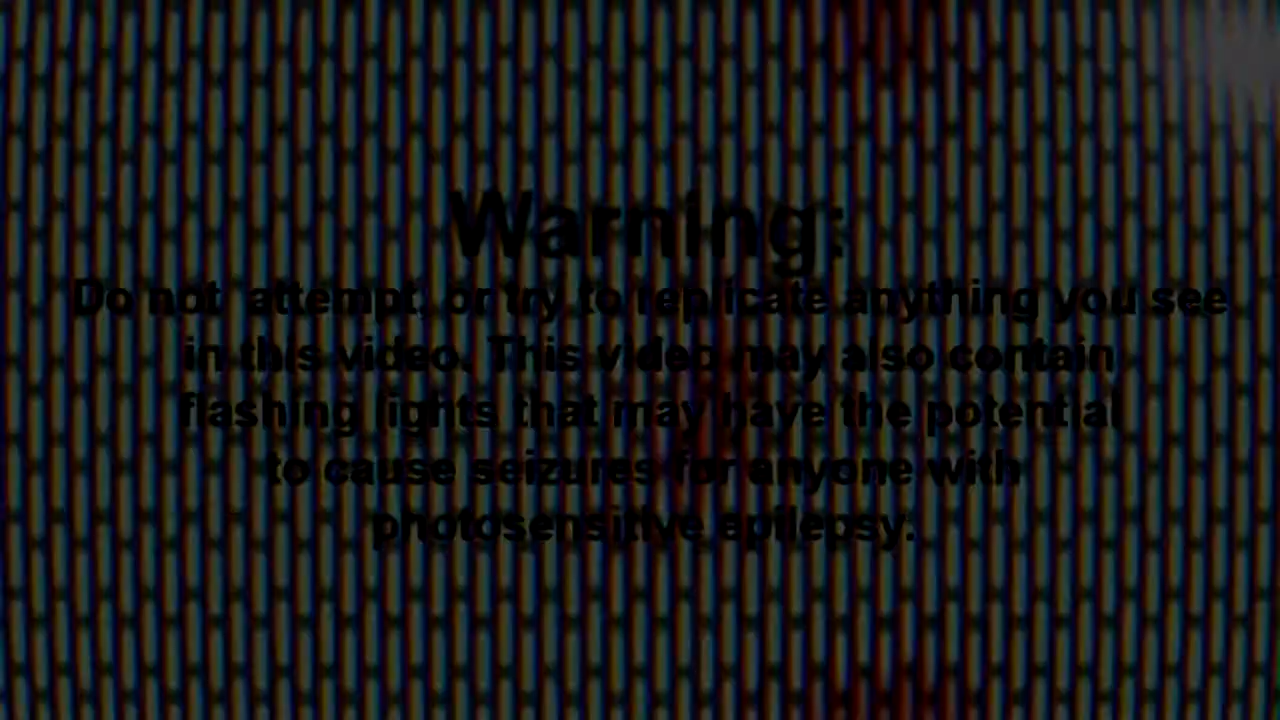 Warning:
Do not attempt, or try to replicate anything you see
in this video. This video may also contain
flashing lights that may have the potential
to cause seizures for anyone with
photosensitive epilepsy.